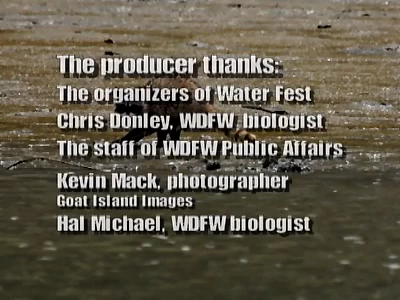 The producer thanks:
The organizers of Water Fest
Chris Donley, WDFW, biologist
The staff of WDFW Public Affairs
Kevin Mack, photographer
Goat Island Images
Hal Michael, WDFW biologist